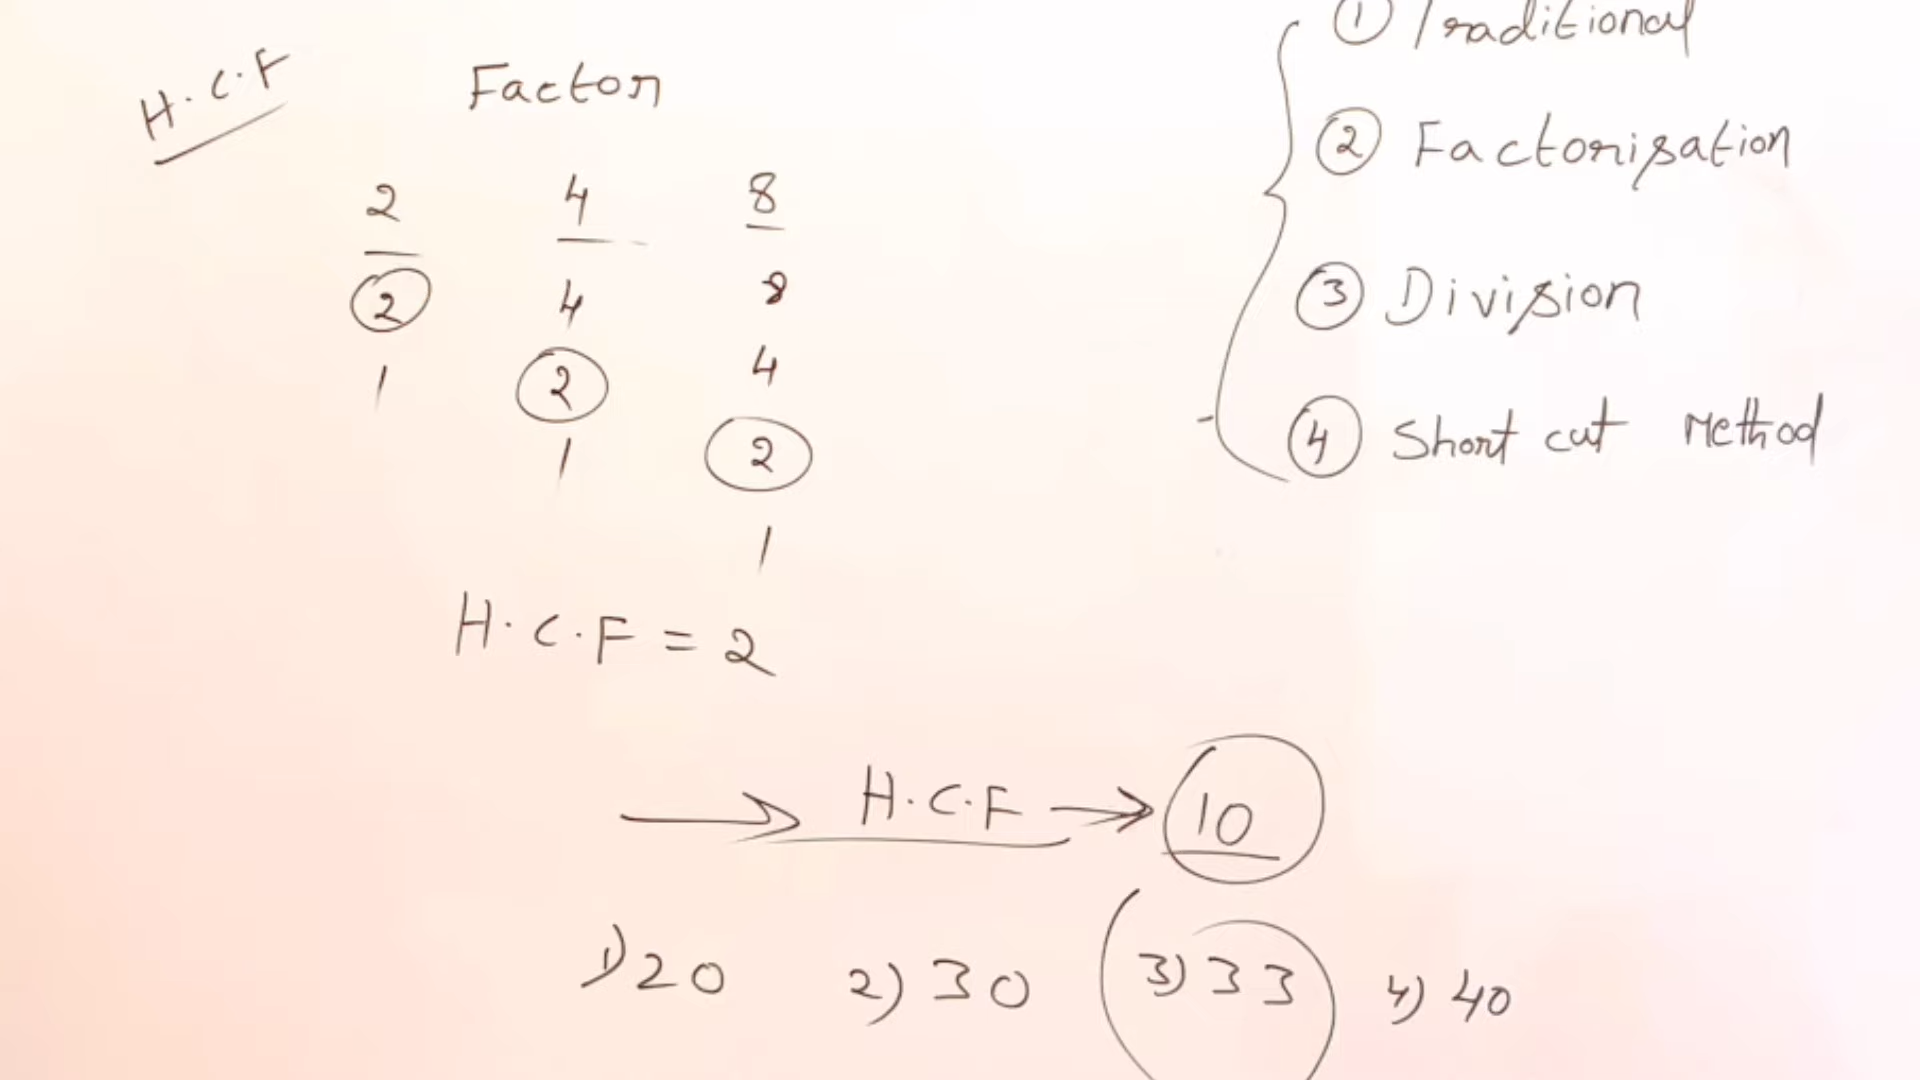 H.C.F
Factor
2 4 8
2 4 8
1 2 4
1 2
1
H.C.F = 2
① Traditional
② Factorisation
③ Division
④ Short cut Method
→ H.C.F → 10
1) 20 2) 30 3) 33 4) 40